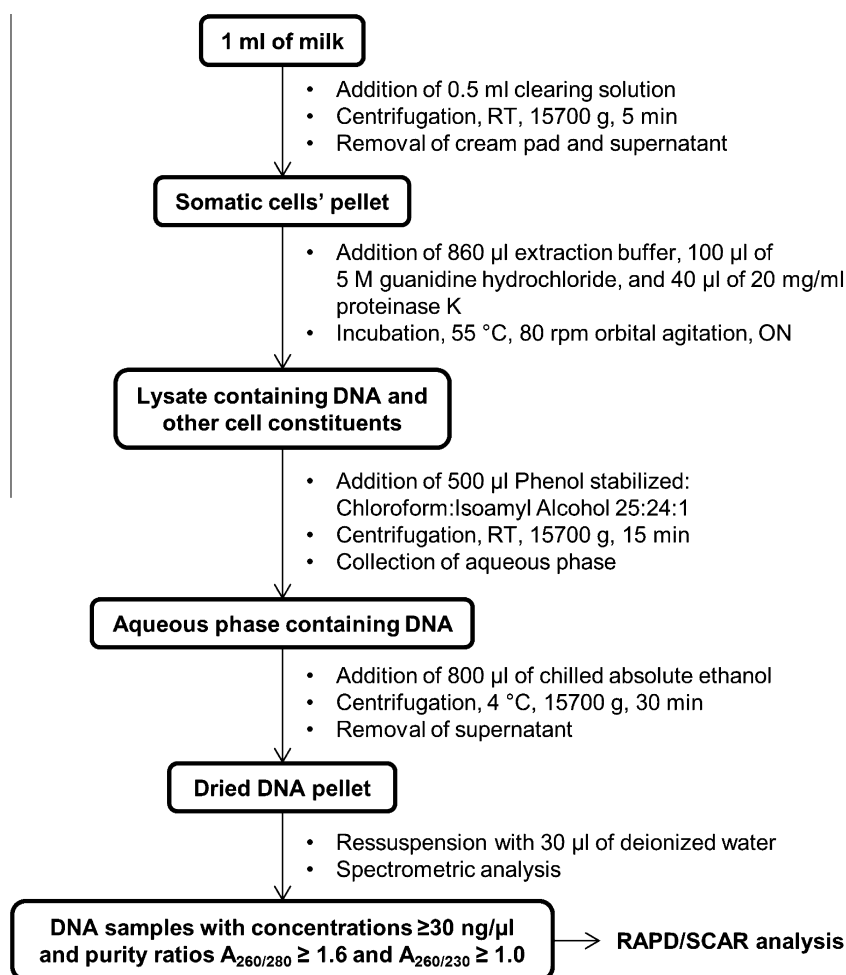 1 ml of milk
• Addition of 0.5 ml clearing solution
• Centrifugation, RT, 15700 g, 5 min
• Removal of cream pad and supernatant
Somatic cells’ pellet
• Addition of 860 µl extraction buffer, 100 µl of
5 M guanidine hydrochloride, and 40 µl of 20 mg/ml
proteinase K
• Incubation, 55 °C, 80 rpm orbital agitation, ON
Lysate containing DNA and
other cell constituents
• Addition of 500 µl Phenol stabilized:
Chloroform:Isoamyl Alcohol 25:24:1
• Centrifugation, RT, 15700 g, 15 min
• Collection of aqueous phase
Aqueous phase containing DNA
• Addition of 800 µl of chilled absolute ethanol
• Centrifugation, 4 °C, 15700 g, 30 min
• Removal of supernatant
Dried DNA pellet
• Ressuspension with 30 µl of deionized water
• Spectrometric analysis
DNA samples with concentrations ≥30 ng/µl
and purity ratios A260/280 ≥ 1.6 and A260/230 ≥ 1.0
RAPD/SCAR analysis